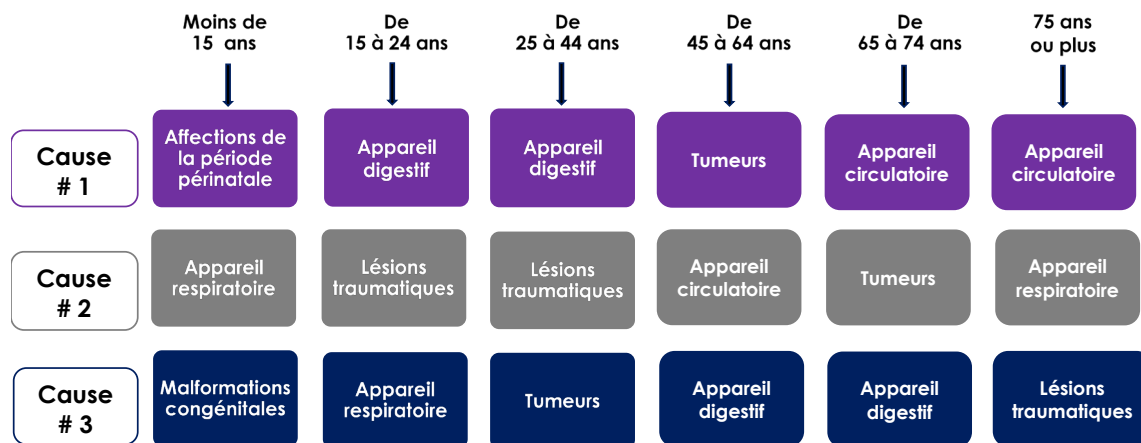 Moins de
15 ans
De
15 à 24 ans
De
25 à 44 ans
De
45 à 64 ans
De
65 à 74 ans
75 ans
ou plus
Cause
# 1
Affections de
la période
périnatale
Appareil
digestif
Appareil
digestif
Tumeurs
Appareil
circulatoire
Appareil
circulatoire
Cause
# 2
Appareil
respiratoire
Lésions
traumatiques
Lésions
traumatiques
Appareil
circulatoire
Tumeurs
Appareil
respiratoire
Cause
# 3
Malformations
congénitales
Appareil
respiratoire
Tumeurs
Appareil
digestif
Appareil
digestif
Lésions
traumatiques